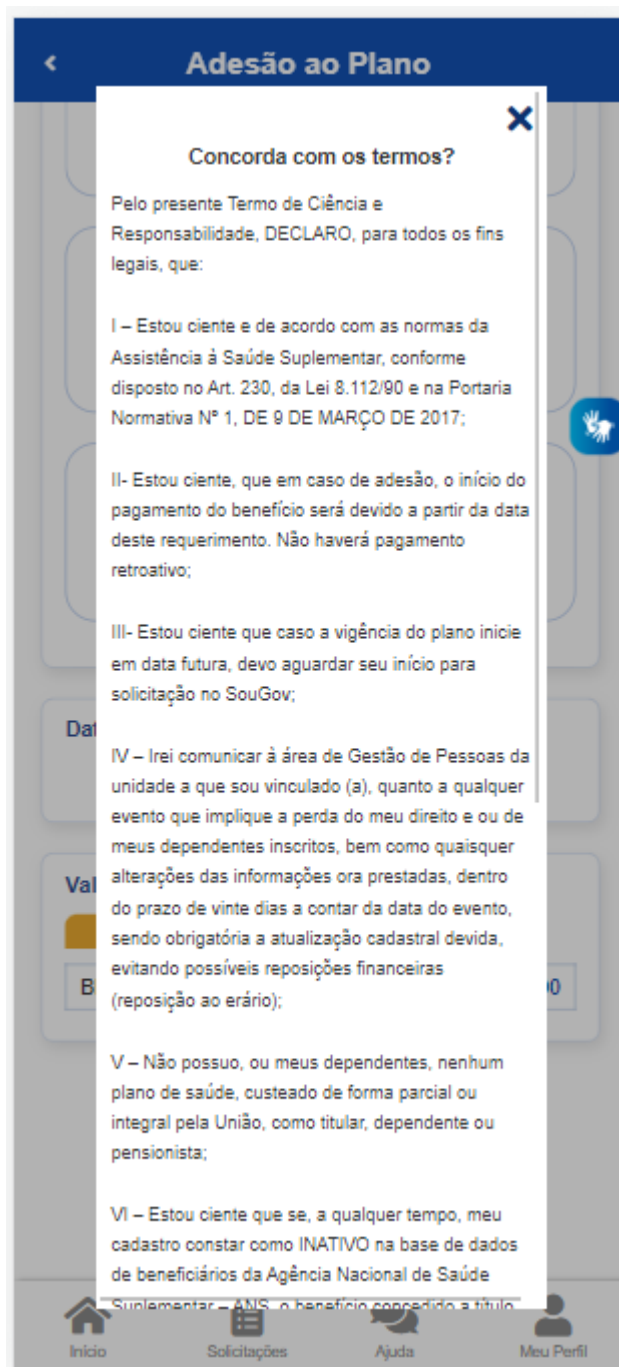 Adesão ao Plano
Concorda com os termos?
Pelo presente Termo de Ciência e
Responsabilidade, DECLARO, para todos os fins
legais, que:
I – Estou ciente e de acordo com as normas da
Assistência à Saúde Suplementar, conforme
disposto no Art. 230, da Lei 8.112/90 e na Portaria
Normativa Nº 1, DE 9 DE MARÇO DE 2017;
II- Estou ciente, que em caso de adesão, o início do
pagamento do benefício será devido a partir da data
deste requerimento. Não haverá pagamento
retroativo;
III- Estou ciente que caso a vigência do plano inicie
em data futura, devo aguardar seu início para
solicitação no SouGov;
IV – Irei comunicar à área de Gestão de Pessoas da
unidade a que sou vinculado (a), quanto a qualquer
evento que implique a perda do meu direito e ou de
meus dependentes inscritos, bem como quaisquer
alterações das informações ora prestadas, dentro
do prazo de vinte dias a contar da data do evento,
sendo obrigatória a atualização cadastral devida,
evitando possíveis reposições financeiras
(reposição ao erário);
V – Não possuo, ou meus dependentes, nenhum
plano de saúde, custeado de forma parcial ou
integral pela União, como titular, dependente ou
pensionista;
VI – Estou ciente que se, a qualquer tempo, meu
cadastro constar como INATIVO na base de dados
de beneficiários da Agência Nacional de Saúde
Suplementar – ANS, o benefício concedido a título
Início Solicitações Ajuda Meu Perfil